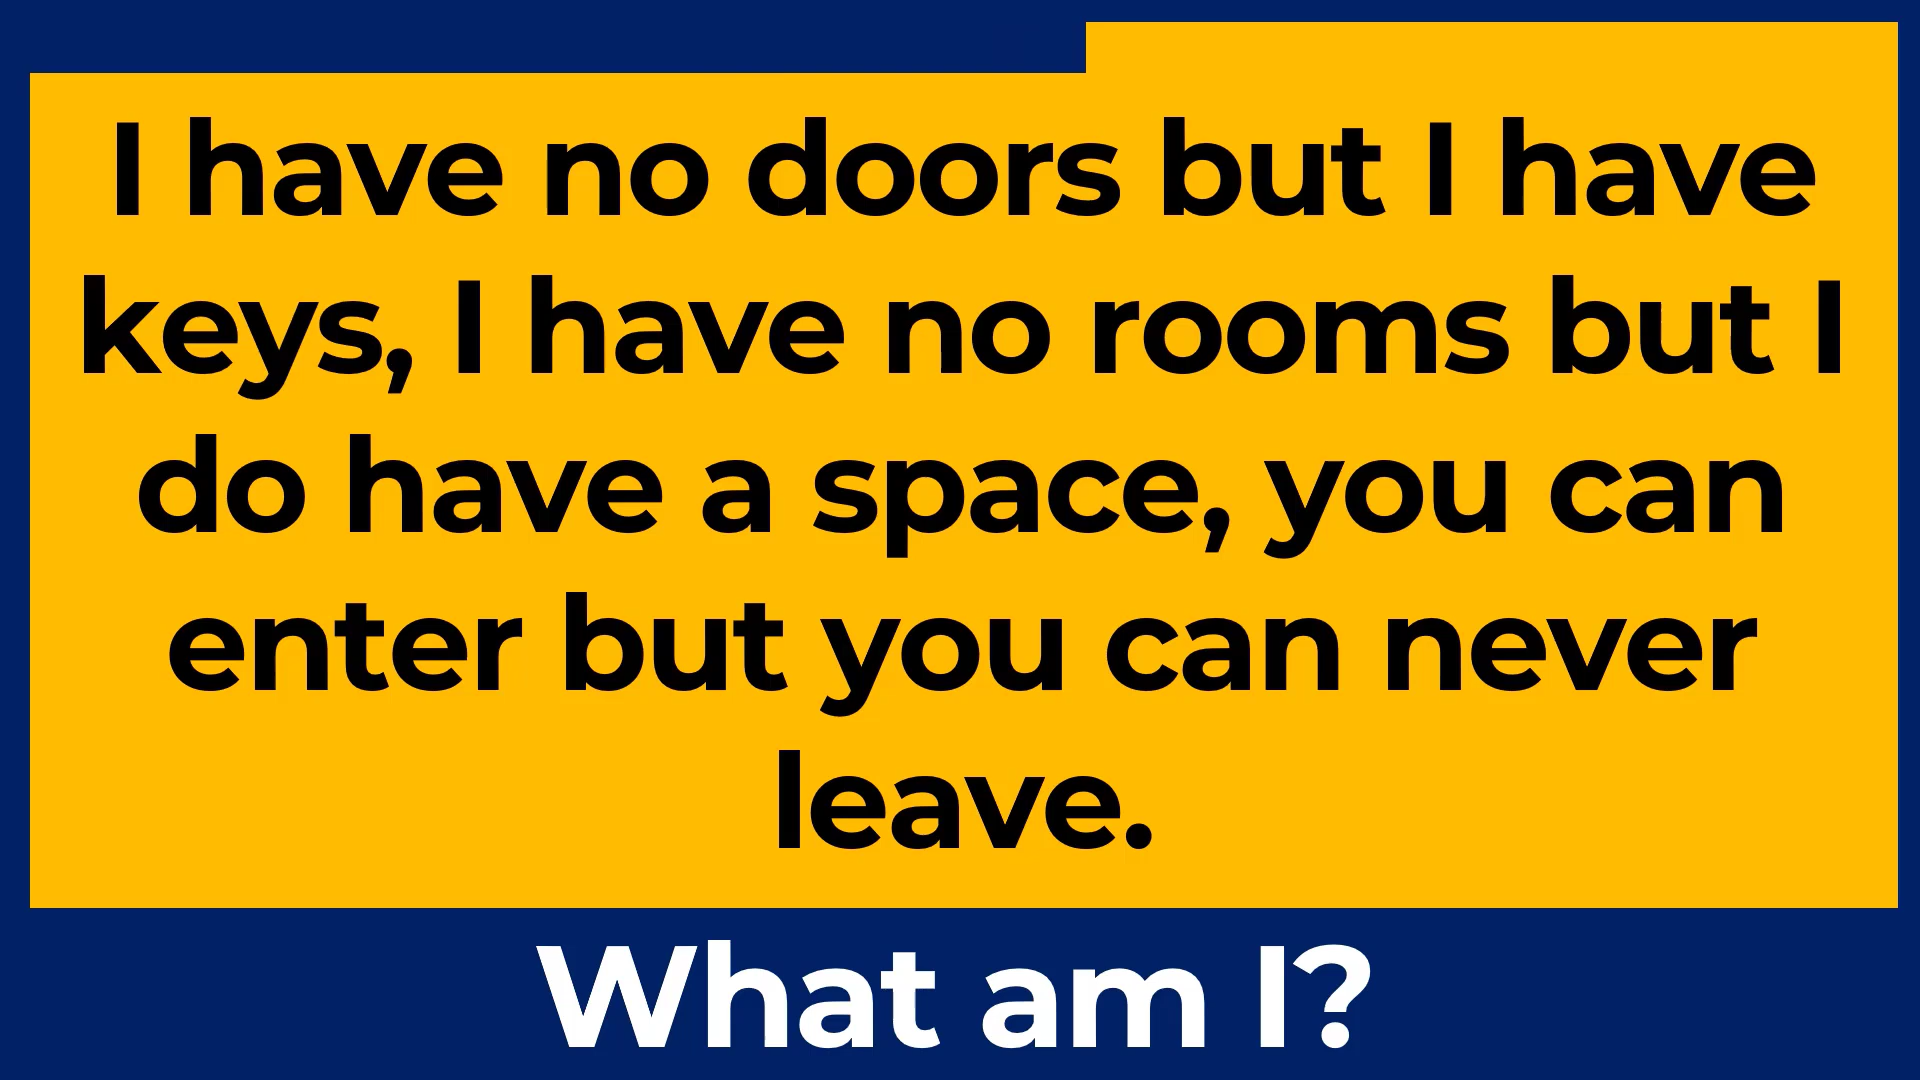 I have no doors but I have
keys, I have no rooms but I
do have a space, you can
enter but you can never
leave.
What am I?